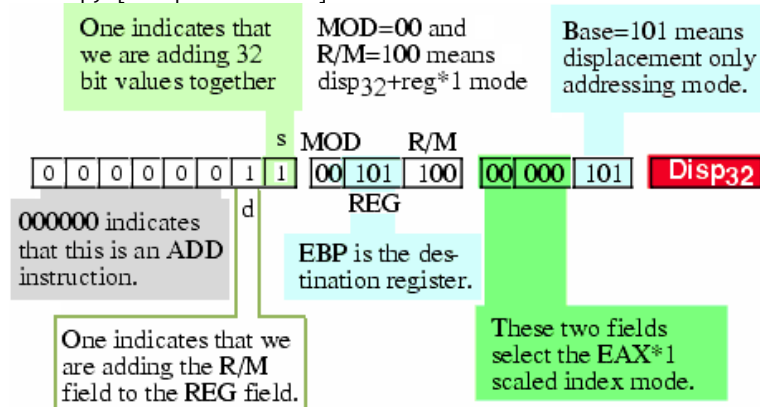 One indicates that
we are adding 32
bit values together
MOD=00 and
R/M=100 means
disp32+reg*1 mode
Base=101 means
displacement only
addressing mode.
s MOD R/M
0 0 0 0 0 0 1 1 00 101 100 00 000 101 Disp32
d REG
000000 indicates
that this is an ADD
instruction.
EBP is the des-
tination register.
One indicates that we
are adding the R/M
field to the REG field.
These two fields
select the EAX*1
scaled index mode.